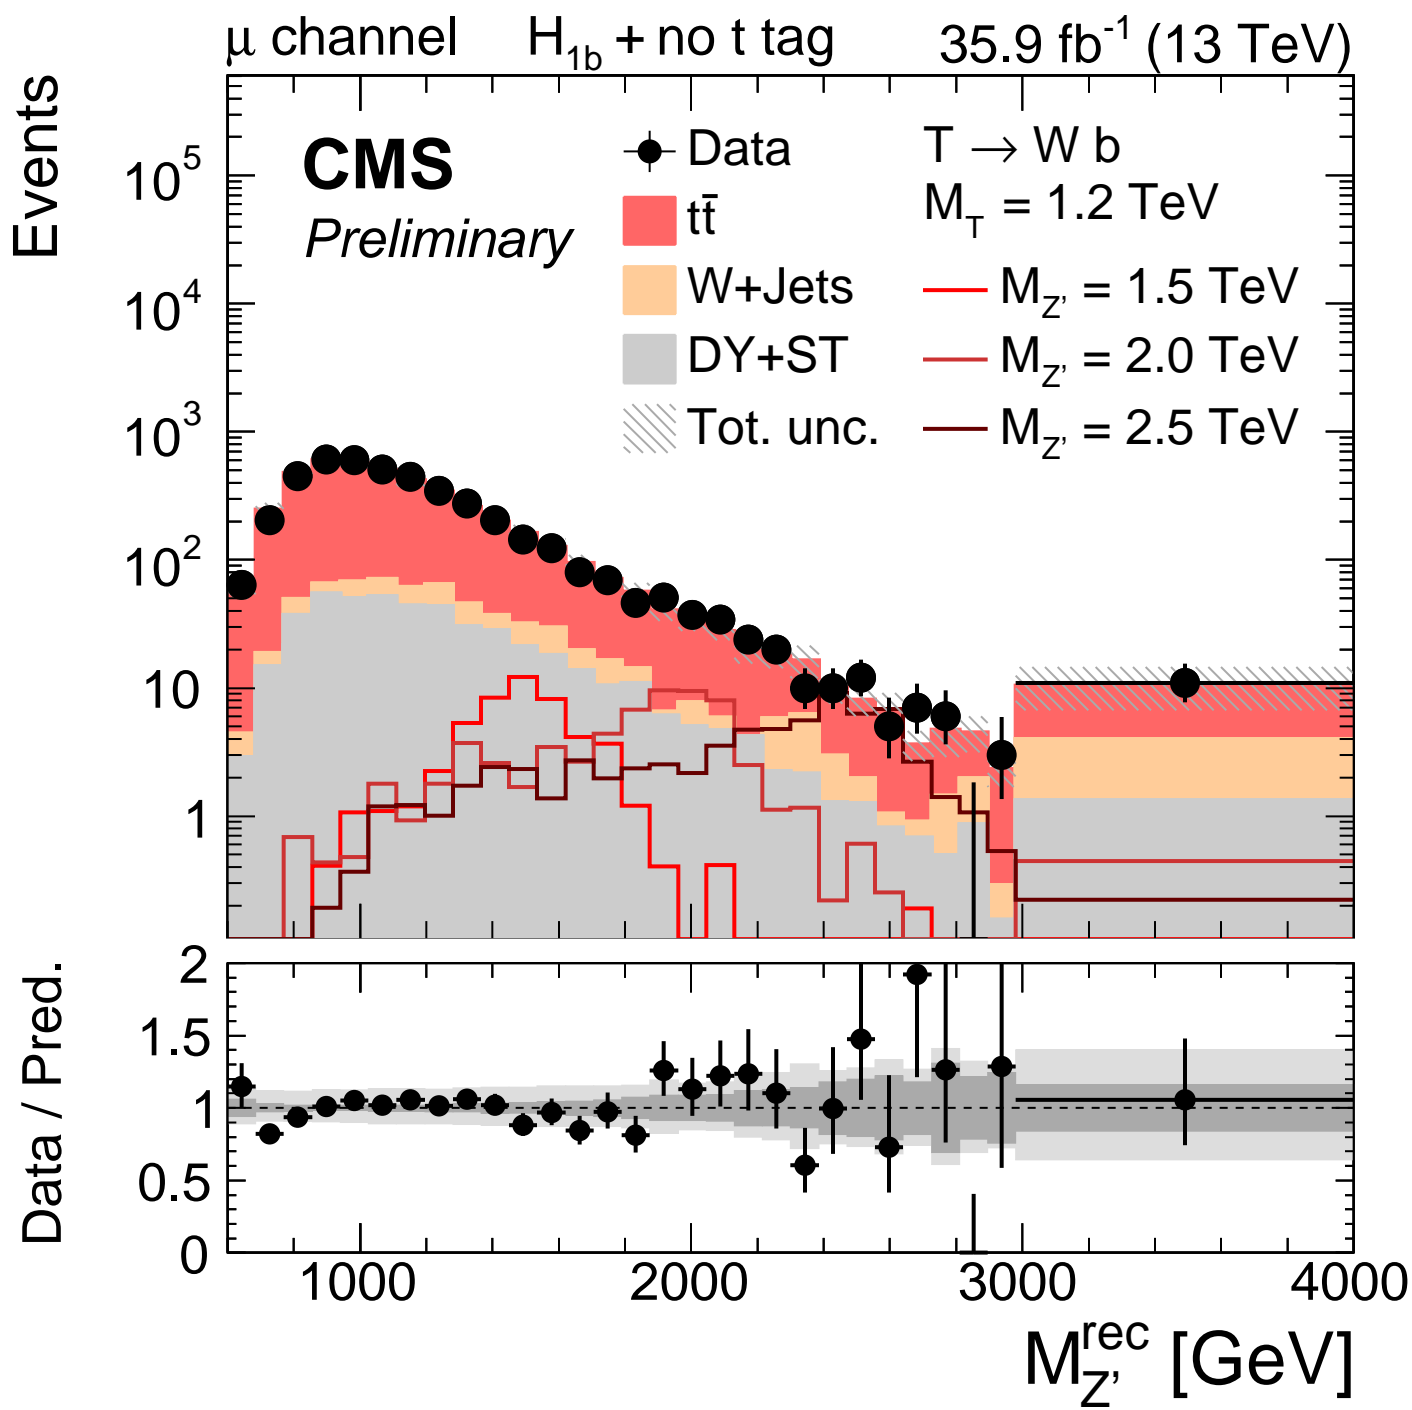 μ channel H1b + no t tag 35.9 fb-1 (13 TeV)
Events
CMS
Preliminary
Data
tt̄
W+Jets
DY+ST
Tot. unc.
T → W b
MT = 1.2 TeV
MZ' = 1.5 TeV
MZ' = 2.0 TeV
MZ' = 2.5 TeV
10^5
10^4
10^3
10^2
10
1
Data / Pred.
2
1.5
1
0.5
0
1000 2000 3000 4000
M^rec_Z' [GeV]